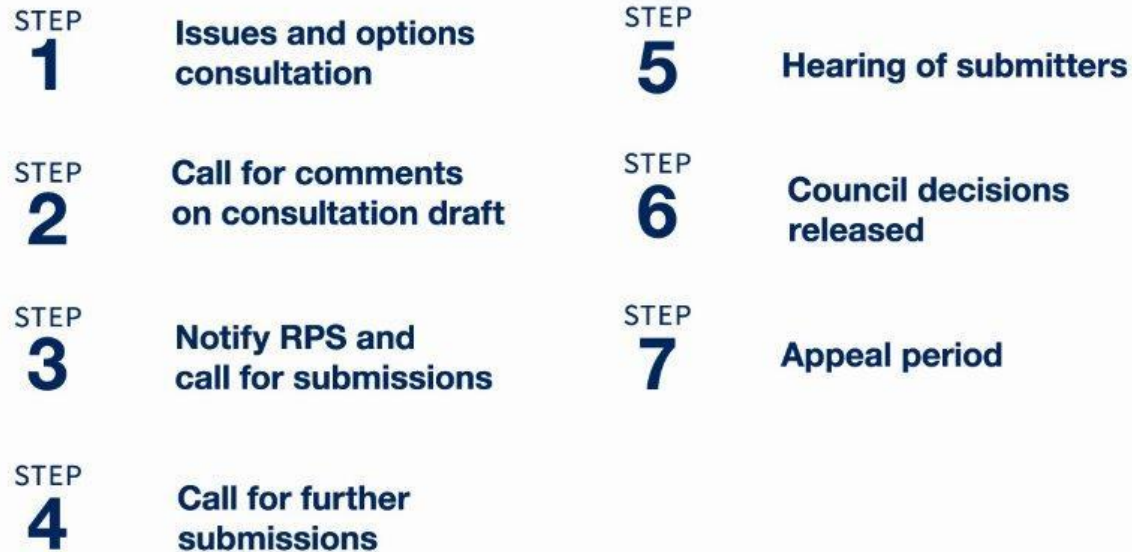 STEP
1
Issues and options
consultation
STEP
2
Call for comments
on consultation draft
STEP
3
Notify RPS and
call for submissions
STEP
4
Call for further
submissions
STEP
5
Hearing of submitters
STEP
6
Council decisions
released
STEP
7
Appeal period